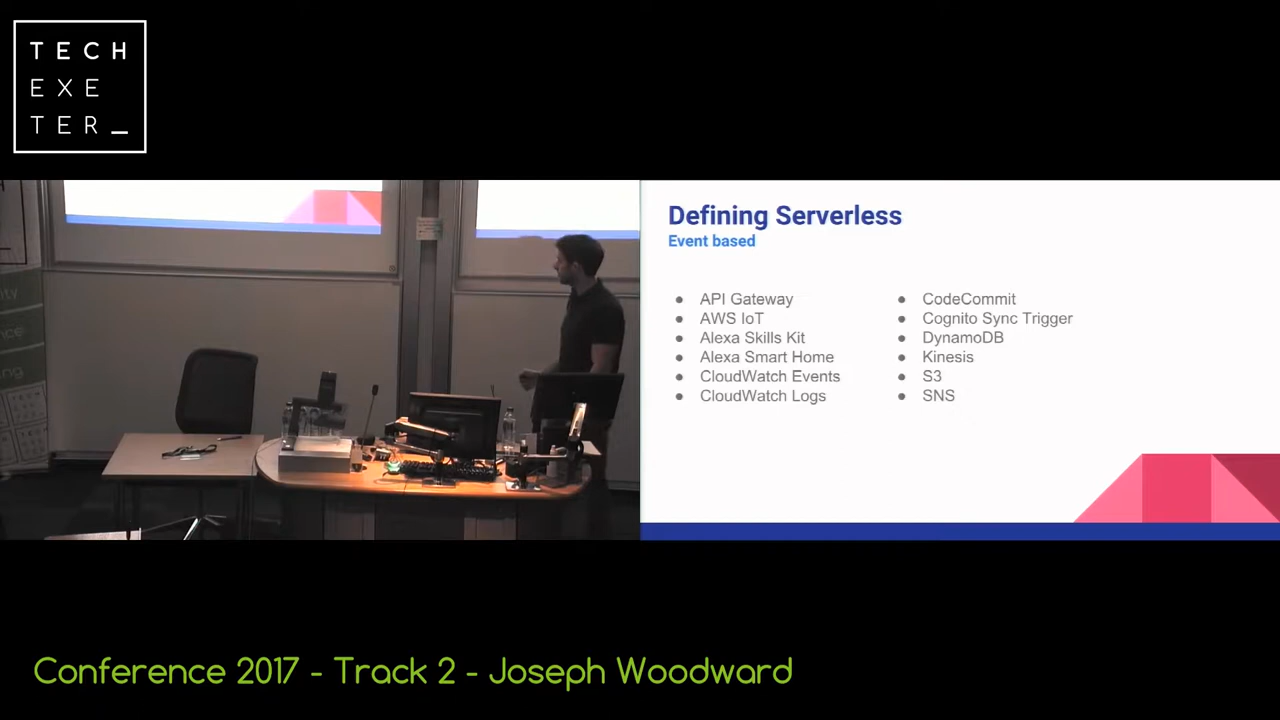 TECH
EXE
TER_
Defining Serverless
Event based
● API Gateway
● AWS IoT
● Alexa Skills Kit
● Alexa Smart Home
● CloudWatch Events
● CloudWatch Logs
● CodeCommit
● Cognito Sync Trigger
● DynamoDB
● Kinesis
● S3
● SNS
Conference 2017 - Track 2 - Joseph Woodward